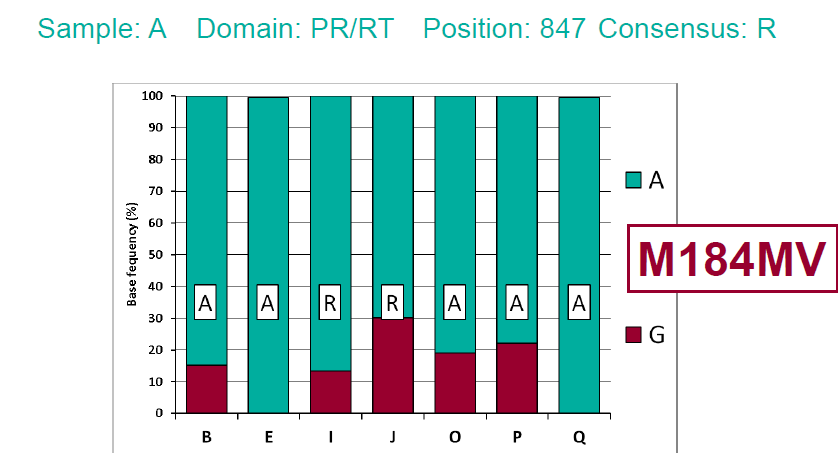 Sample: A Domain: PR/RT Position: 847 Consensus: R
100
90
80
70
60
50
40
30
20
10
0
Base fequency (%)
A A R R A A A
B E I J O P Q
A
M184MV
G